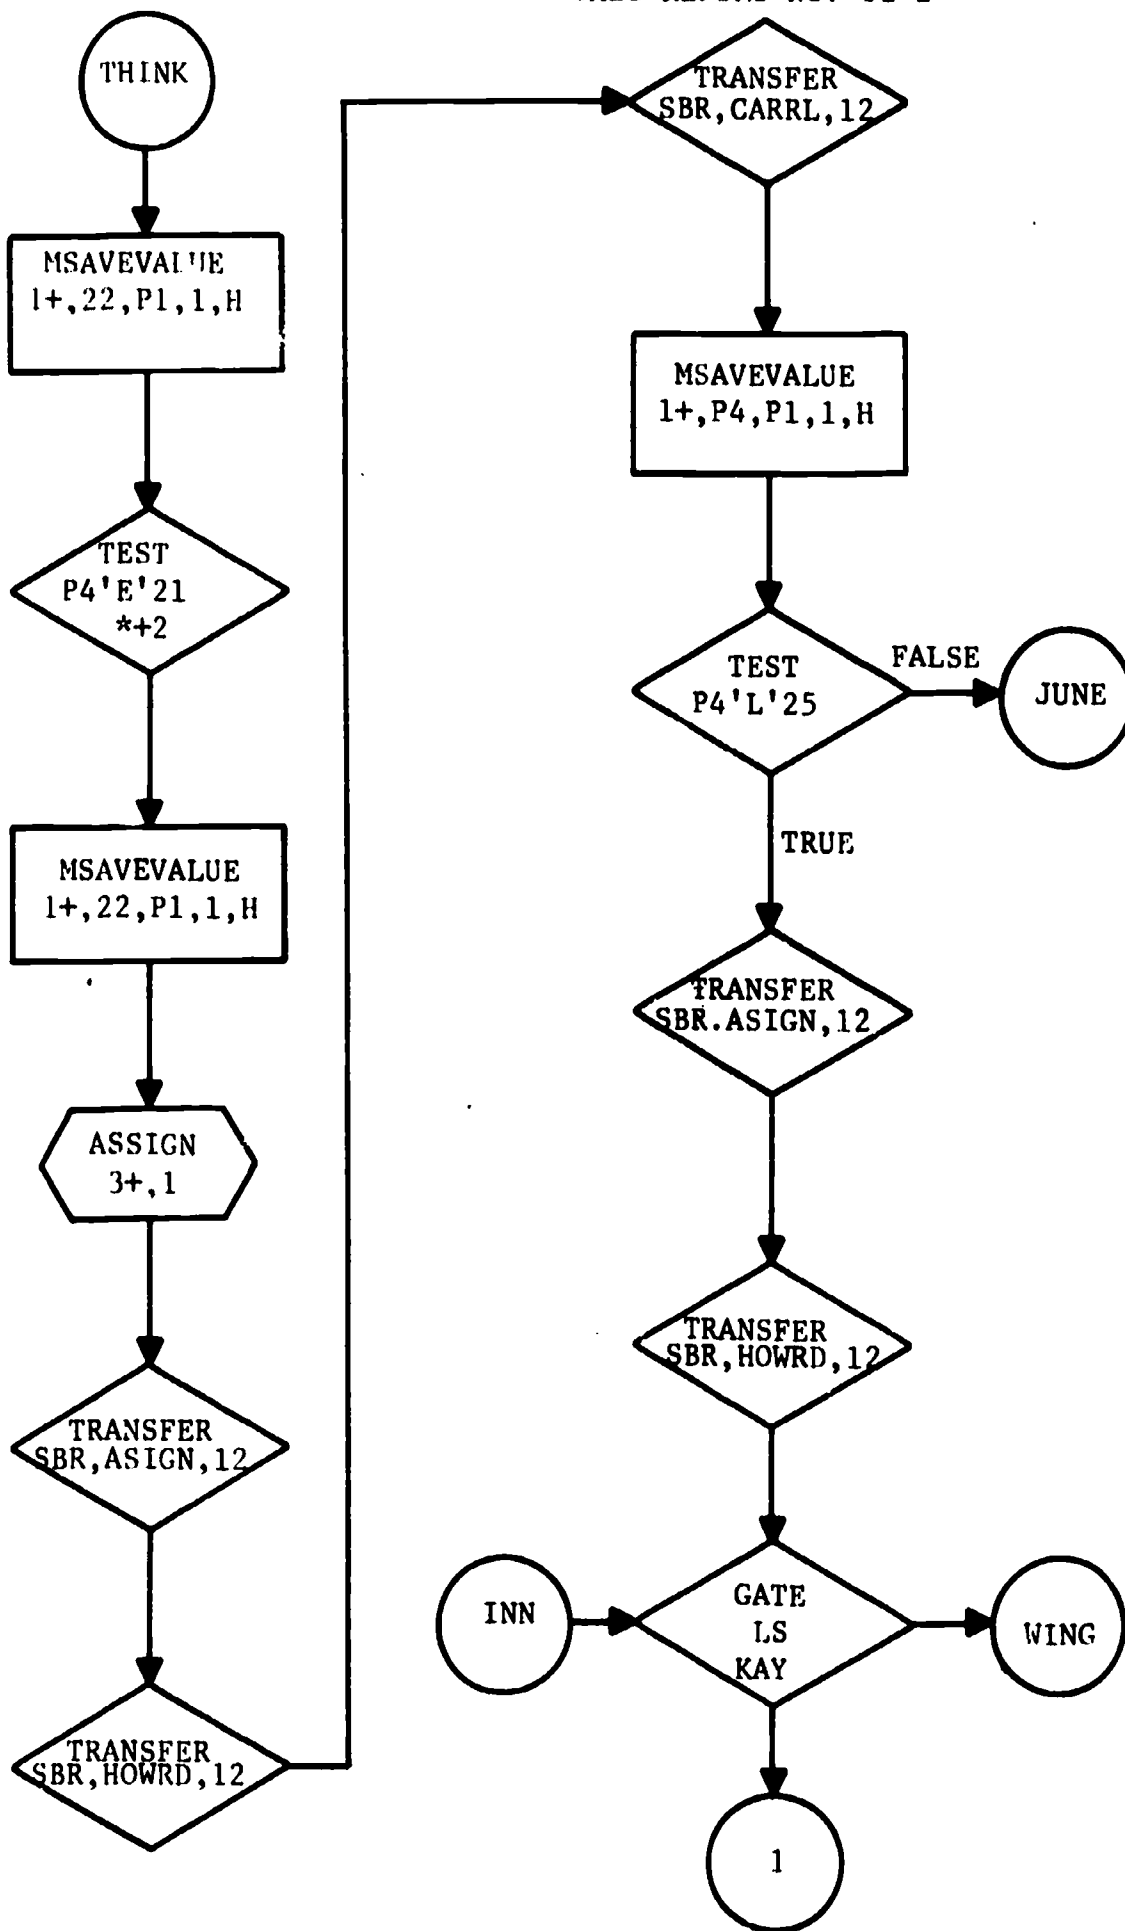 THINK
MSAVEVALUE
1+,22,P1,1,H
TEST
P4'E'21
*+2
MSAVEVALUE
1+,22,P1,1,H
ASSIGN
3+,1
TRANSFER
SBR,ASIGN,12
TRANSFER
SBR,HOWRD,12
TRANSFER
SBR,CARRL,12
MSAVEVALUE
1+,P4,P1,1,H
TEST
P4'L'25
FALSE
JUNE
TRUE
TRANSFER
SBR.ASIGN,12
TRANSFER
SBR,HOWRD,12
INN
GATE
LS
KAY
WING
1